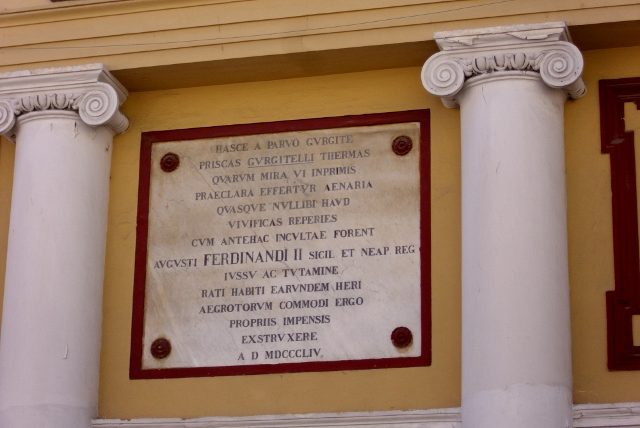 HASCE A PARVO GVRGITE
PRISCAS GVRGITELLI THERMAS
QVARVM MIRA VI INPRIMIS
PRAECLARA EFFERTVR AENARIA
QVASQVE NVLLIBI HAVD
VIVIFICAS REPERIES
CVM ANTEHAC INCVLTAE FORENT
AVGVSTI FERDINANDI II SICIL ET NEAP REG
IVSSV AC TVTAMINE
RATI HABITI EARVNDEM HERI
AEGROTORVM COMMODI ERGO
PROPRIIS IMPENSIS
EXSTRVXERE
A D MDCCCLIV.